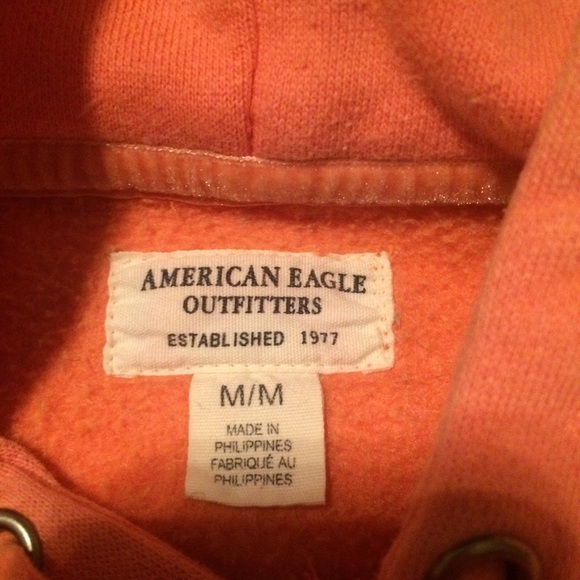 AMERICAN EAGLE
OUTFITTERS
ESTABLISHED 1977
M/M
MADE IN
PHILIPPINES
FABRIQUÉ AU
PHILIPPINES